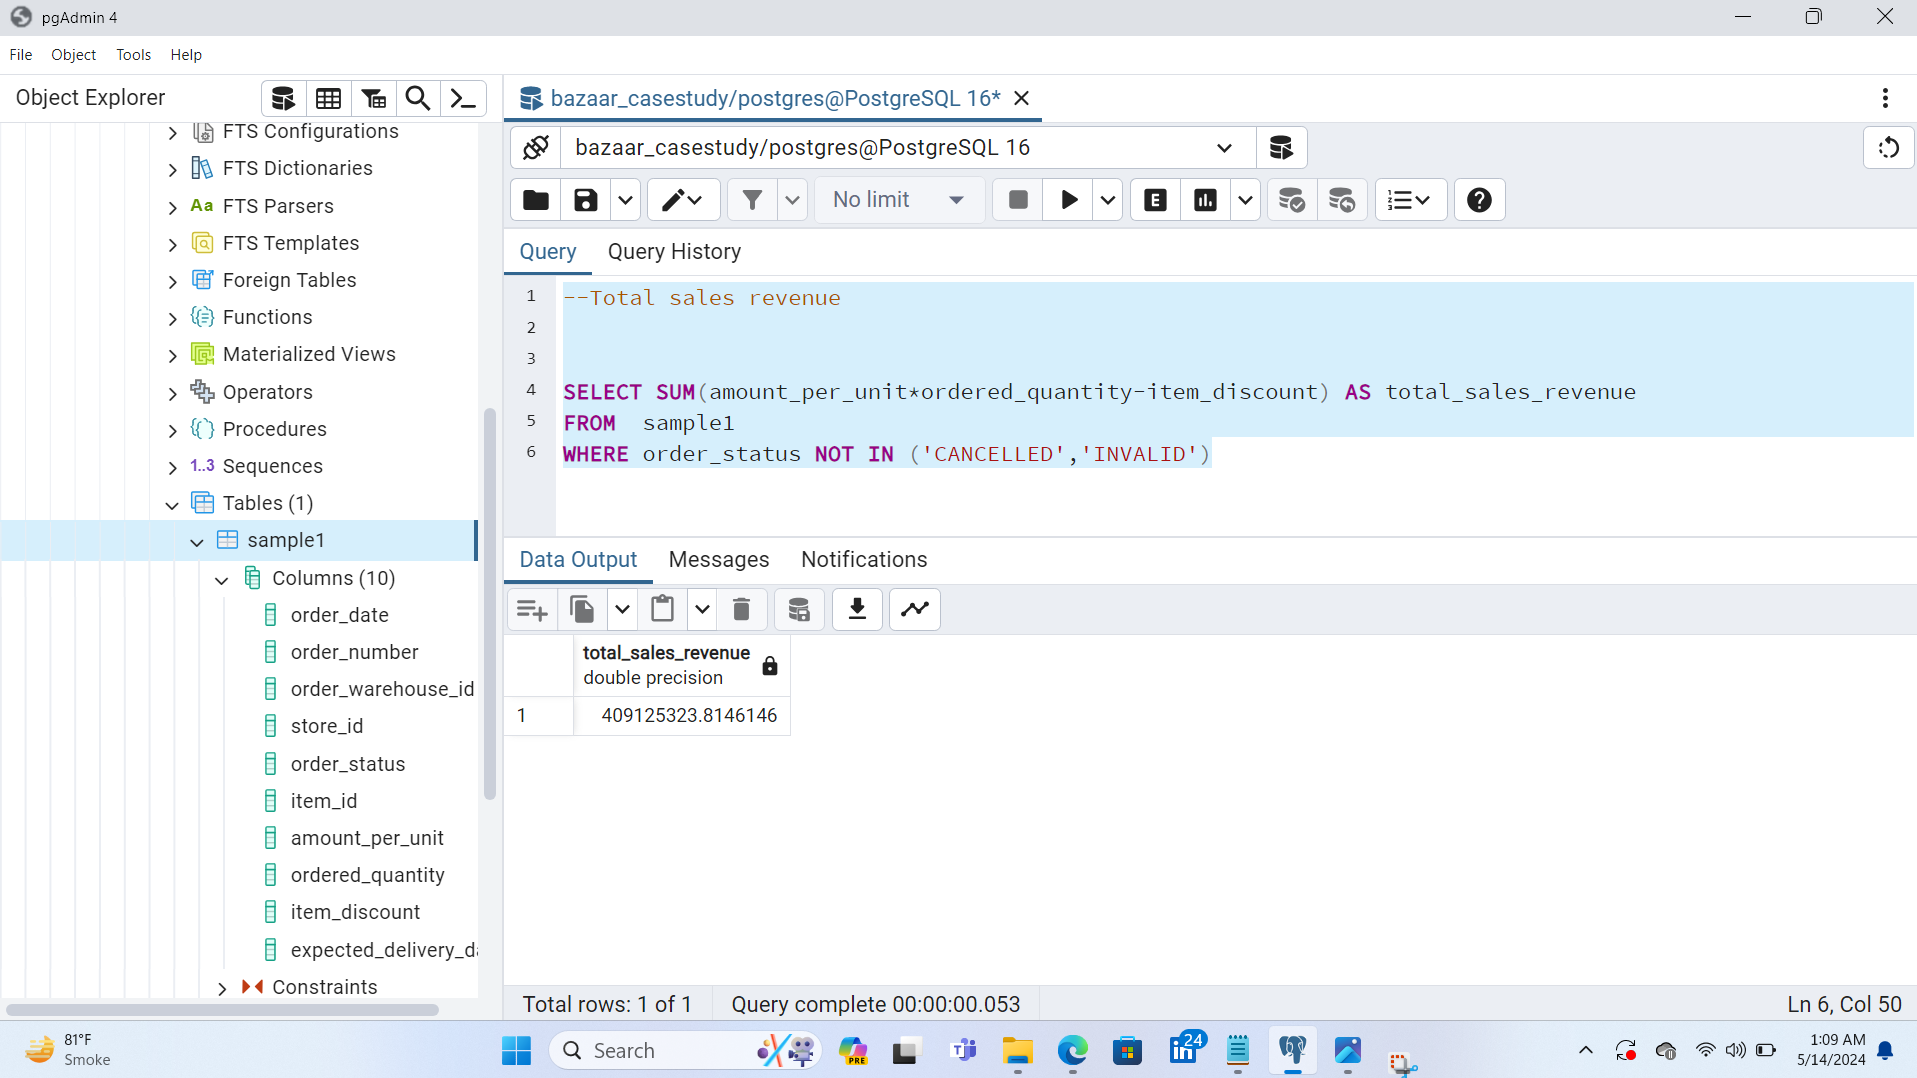 pgAdmin 4
File Object Tools Help
Object Explorer
FTS Configurations
FTS Dictionaries
Aa FTS Parsers
FTS Templates
Foreign Tables
Functions
Materialized Views
Operators
Procedures
1..3 Sequences
Tables (1)
sample1
Columns (10)
order_date
order_number
order_warehouse_id
store_id
order_status
item_id
amount_per_unit
ordered_quantity
item_discount
expected_delivery_da
Constraints
bazaar_casestudy/postgres@PostgreSQL 16*
bazaar_casestudy/postgres@PostgreSQL 16
No limit
E
Query Query History
1 --Total sales revenue
2
3
4 SELECT SUM(amount_per_unit*ordered_quantity-item_discount) AS total_sales_revenue
5 FROM  sample1
6 WHERE order_status NOT IN ('CANCELLED','INVALID')
Data Output Messages Notifications
total_sales_revenue
double precision
1 409125323.8146146
Total rows: 1 of 1 Query complete 00:00:00.053 Ln 6, Col 50
81°F
Smoke
Search
PRE
24
1:09 AM
5/14/2024